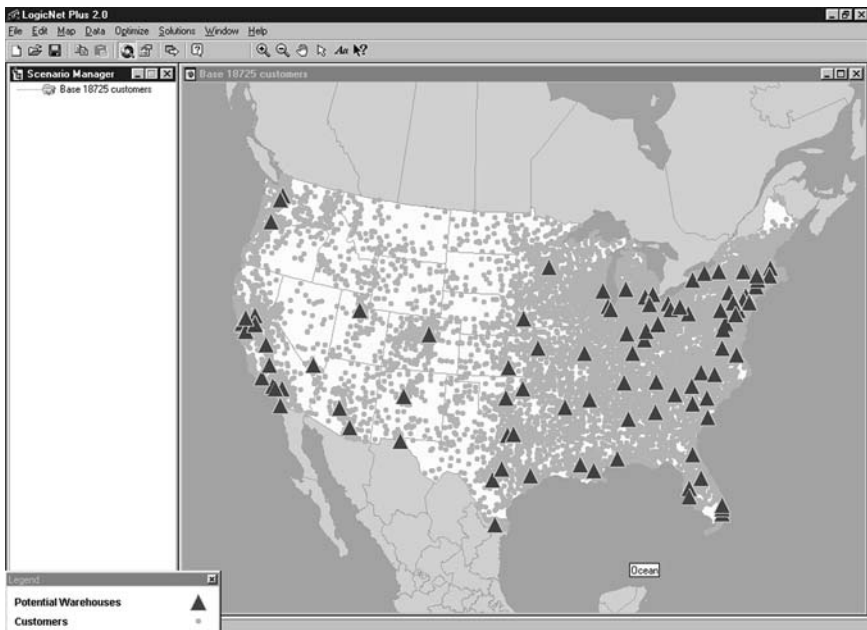 LogicNet Plus 2.0
File Edit Map Data Optimize Solutions Window Help
Aa
Scenario Manager
Base 18725 customers
Base 18725 customers
Ocean
Legend
Potential Warehouses
Customers